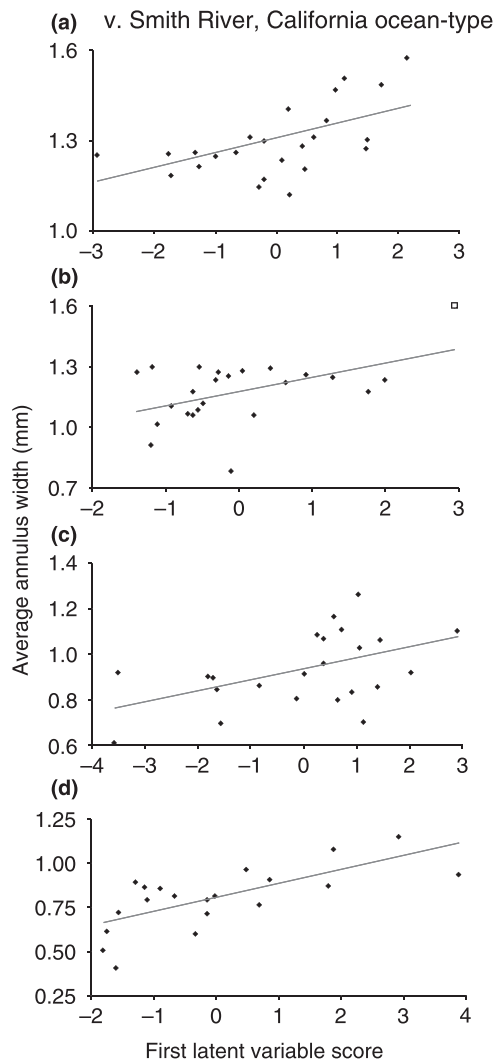 (a) v. Smith River, California ocean-type
1.6
1.3
1.0
–3 –2 –1 0 1 2 3
(b)
1.6
1.3
1.0
0.7
–2 –1 0 1 2 3
Average annulus width (mm)
(c)
1.4
1.2
1.0
0.8
0.6
–4 –3 –2 –1 0 1 2 3
(d)
1.25
1.00
0.75
0.50
0.25
–2 –1 0 1 2 3 4
First latent variable score